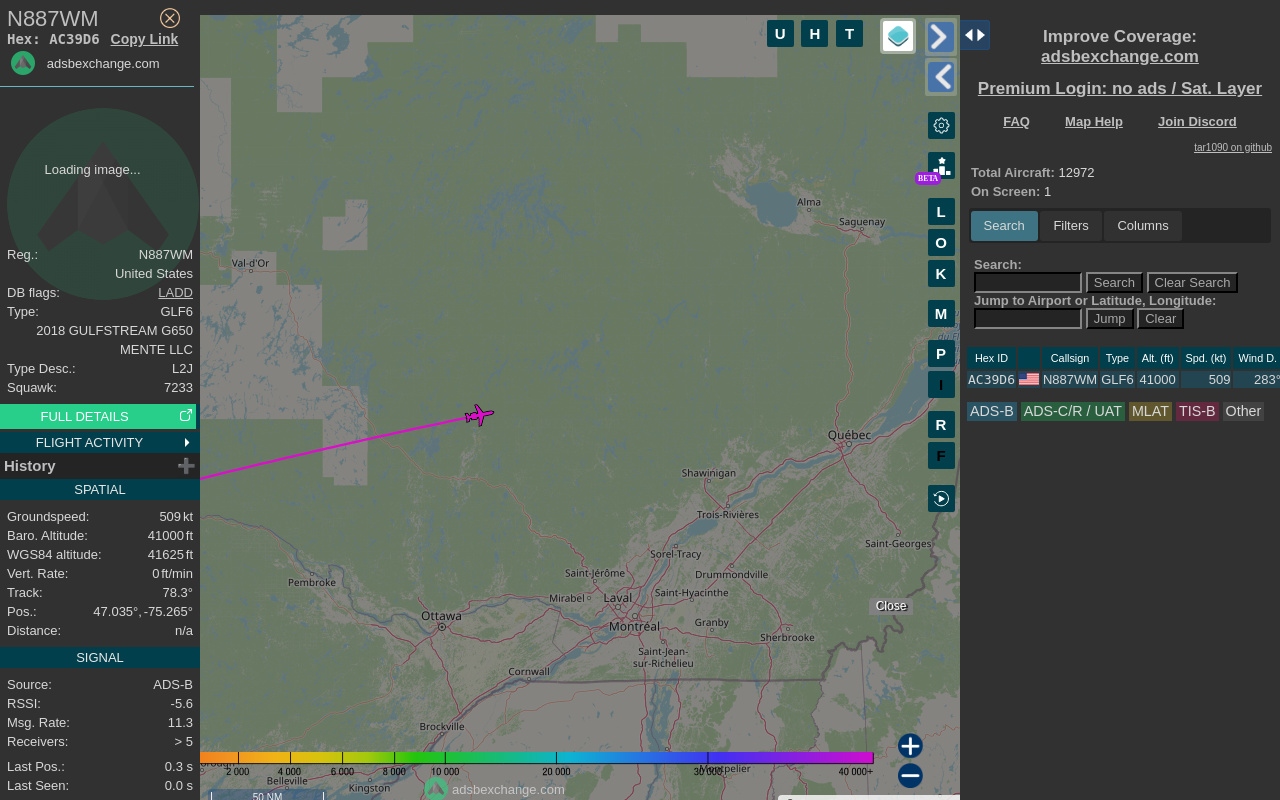 N887WM
Hex: AC39D6 Copy Link
adsbexchange.com
Loading image...
Reg.: N887WM
United States
DB flags: LADD
Type: GLF6
2018 GULFSTREAM G650
MENTE LLC
Type Desc.: L2J
Squawk: 7233
FULL DETAILS
FLIGHT ACTIVITY
History
SPATIAL
Groundspeed: 509 kt
Baro. Altitude: 41000 ft
WGS84 altitude: 41625 ft
Vert. Rate: 0 ft/min
Track: 78.3°
Pos.: 47.035°, -75.265°
Distance: n/a
SIGNAL
Source: ADS-B
RSSI: -5.6
Msg. Rate: 11.3
Receivers: > 5
Last Pos.: 0.3 s
Last Seen: 0.0 s
U H T
BETA
L
O
K
M
P
I
R
F
Alma
Saguenay
Val-d'Or
Québec
Shawinigan
Trois-Rivières
Saint-Georges
Sorel-Tracy
Drummondville
Saint-Jérôme
Pembroke
Mirabel
Laval
Saint-Hyacinthe
Close
Ottawa
Montréal
Granby
Sherbrooke
Saint-Jean-
sur-Richelieu
Cornwall
Brockville
Montpelier
2 000 4 000 6 000 8 000 10 000 20 000 30 000 40 000+
Belleville
Kingston
adsbexchange.com
50 NM
Improve Coverage:
adsbexchange.com
Premium Login: no ads / Sat. Layer
FAQ Map Help Join Discord
tar1090 on github
Total Aircraft: 12972
On Screen: 1
Search Filters Columns
Search:
Search Clear Search
Jump to Airport or Latitude, Longitude:
Jump Clear
Hex ID Callsign Type Alt. (ft) Spd. (kt) Wind D.
AC39D6 N887WM GLF6 41000 509 283°
ADS-B ADS-C/R / UAT MLAT TIS-B Other